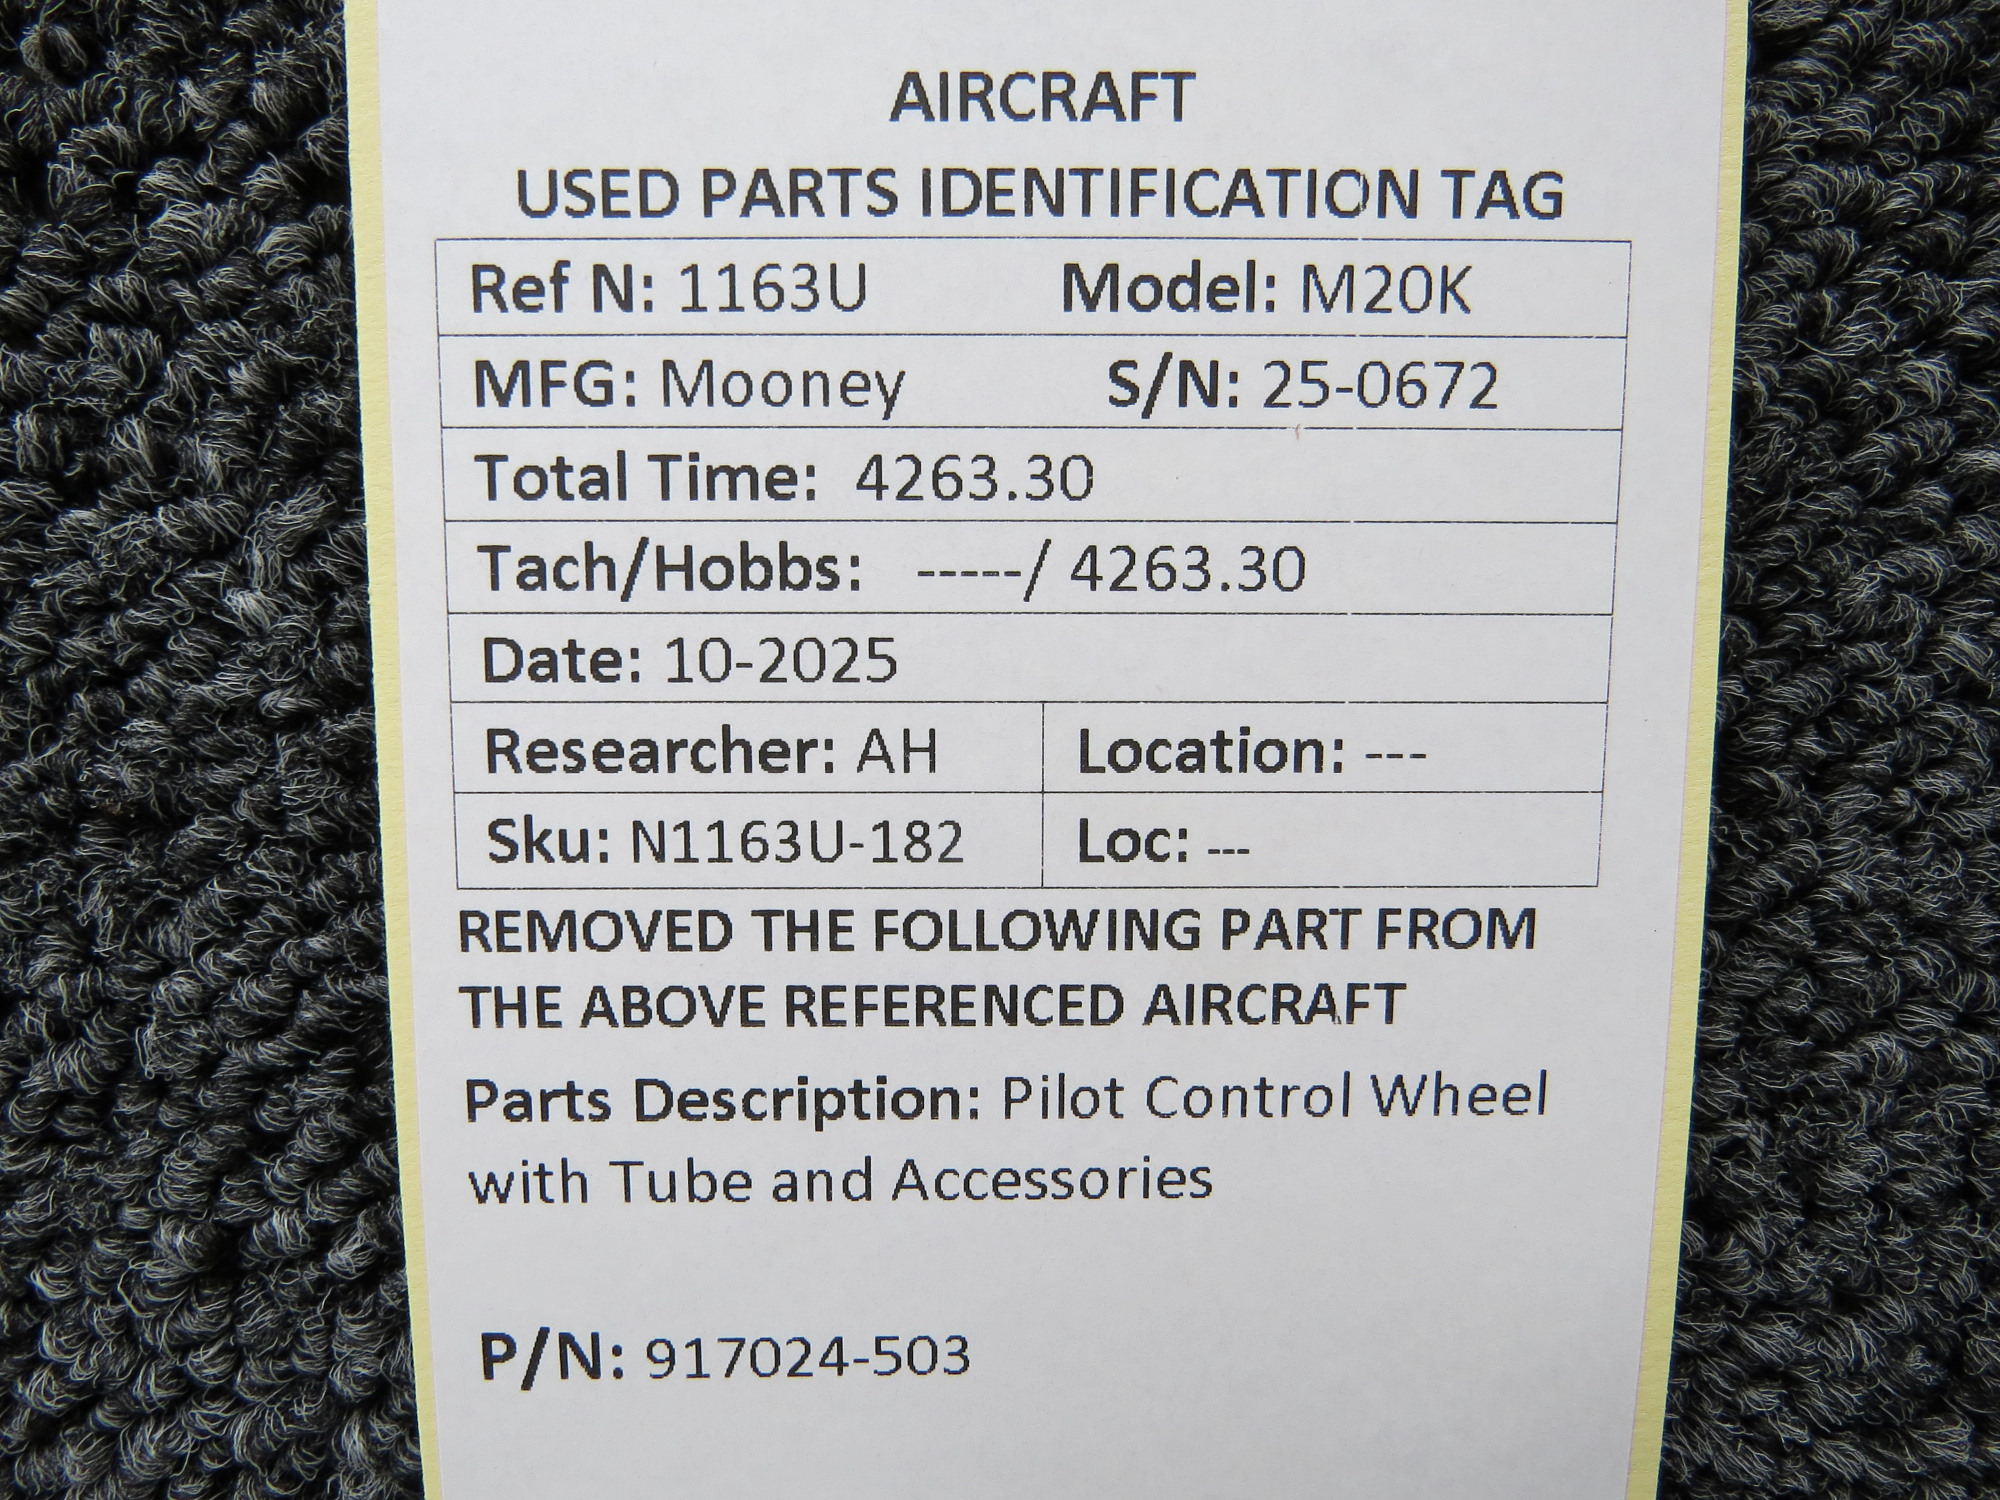 AIRCRAFT
USED PARTS IDENTIFICATION TAG
Ref N: 1163U Model: M20K
MFG: Mooney S/N: 25-0672
Total Time: 4263.30
Tach/Hobbs: -----/ 4263.30
Date: 10-2025
Researcher: AH Location: ---
Sku: N1163U-182 Loc: ---
REMOVED THE FOLLOWING PART FROM
THE ABOVE REFERENCED AIRCRAFT
Parts Description: Pilot Control Wheel
with Tube and Accessories
P/N: 917024-503